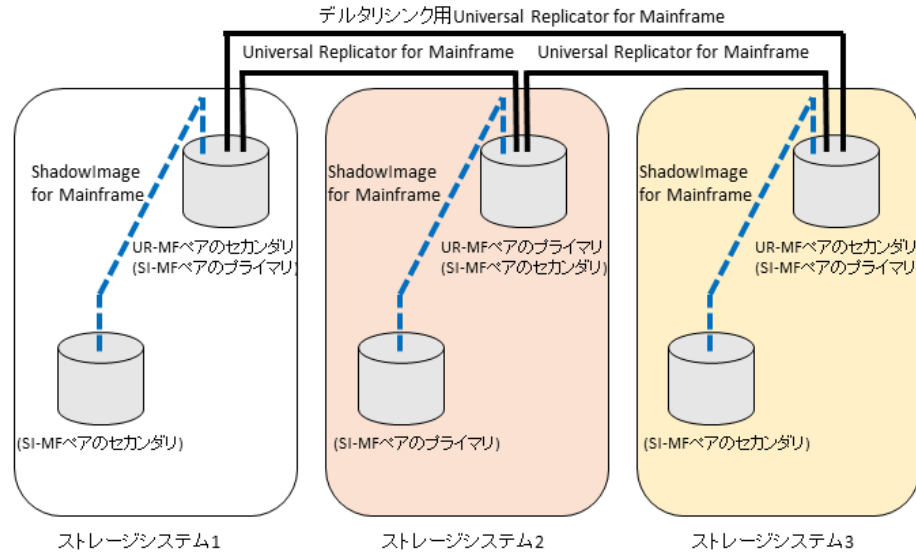 デルタリシンク用Universal Replicator for Mainframe
Universal Replicator for Mainframe
Universal Replicator for Mainframe
ShadowImage
for Mainframe
ShadowImage
for Mainframe
ShadowImage
for Mainframe
UR-MFペアのセカンダリ
(SI-MFペアのプライマリ)
UR-MFペアのプライマリ
(SI-MFペアのセカンダリ)
UR-MFペアのセカンダリ
(SI-MFペアのプライマリ)
(SI-MFペアのセカンダリ)
(SI-MFペアのプライマリ)
(SI-MFペアのセカンダリ)
ストレージシステム1
ストレージシステム2
ストレージシステム3